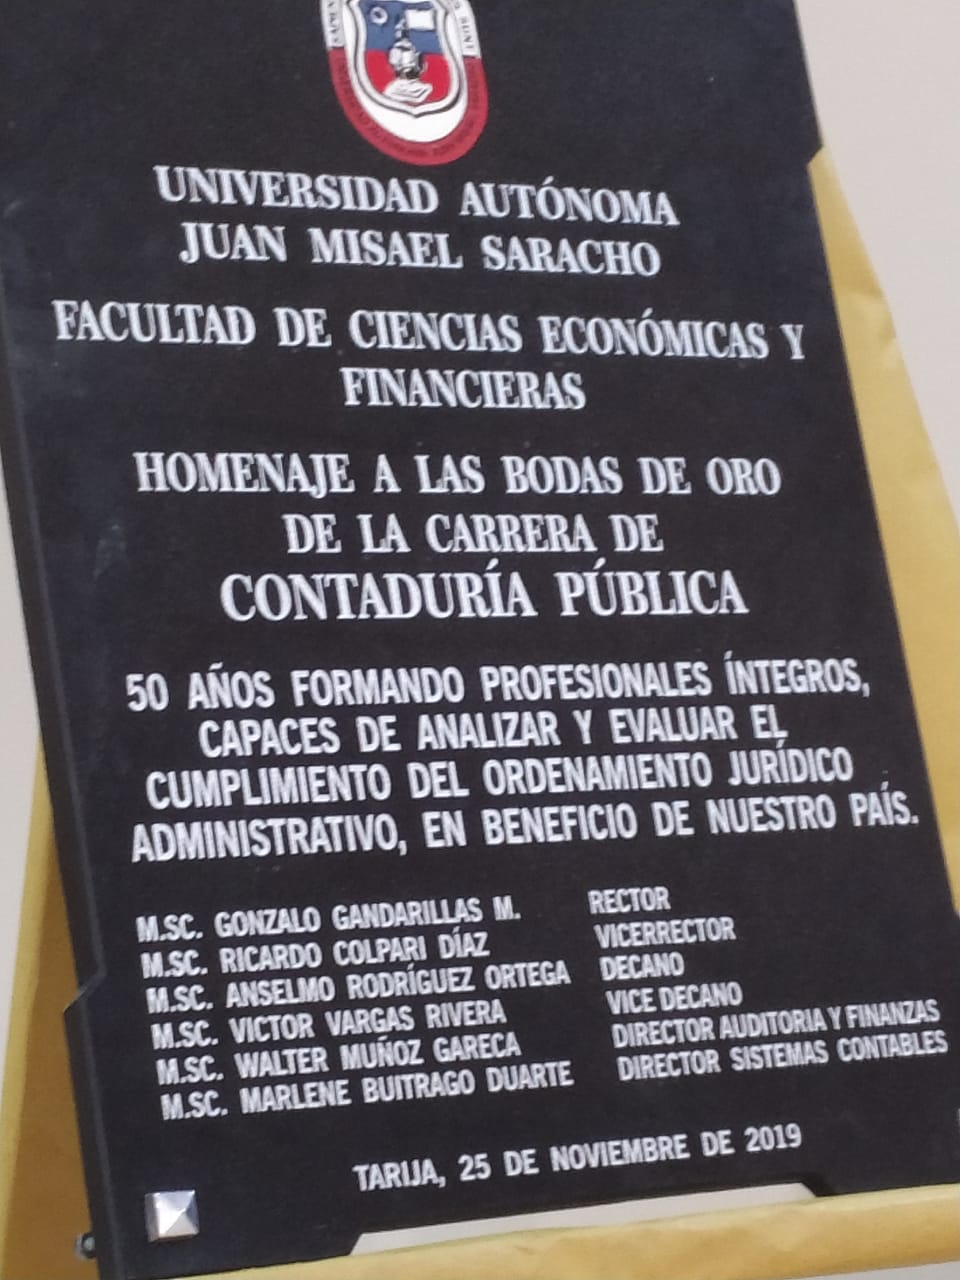 UNIVERSIDAD AUTÓNOMA
JUAN MISAEL SARACHO
FACULTAD DE CIENCIAS ECONÓMICAS Y
FINANCIERAS
HOMENAJE A LAS BODAS DE ORO
DE LA CARRERA DE
CONTADURÍA PÚBLICA
50 AÑOS FORMANDO PROFESIONALES ÍNTEGROS,
CAPACES DE ANALIZAR Y EVALUAR EL
CUMPLIMIENTO DEL ORDENAMIENTO JURÍDICO
ADMINISTRATIVO, EN BENEFICIO DE NUESTRO PAÍS.
M.SC. GONZALO GANDARILLAS M. RECTOR
M.SC. RICARDO COLPARI DÍAZ VICERRECTOR
M.SC. ANSELMO RODRÍGUEZ ORTEGA DECANO
M.SC. VICTOR VARGAS RIVERA VICE DECANO
M.SC. WALTER MUÑOZ GARECA DIRECTOR AUDITORIA Y FINANZAS
M.SC. MARLENE BUITRAGO DUARTE DIRECTOR SISTEMAS CONTABLES
TARIJA, 25 DE NOVIEMBRE DE 2019